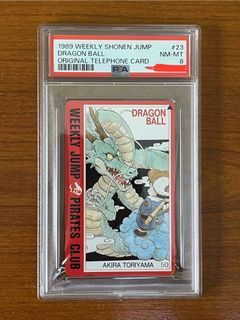 1989 WEEKLY SHONEN JUMP #23
DRAGON BALL NM-MT
ORIGINAL TELEPHONE CARD 8
PSA
WEEKLY JUMP PIRATES CLUB
DRAGON
BALL
AKIRA TORIYAMA 50